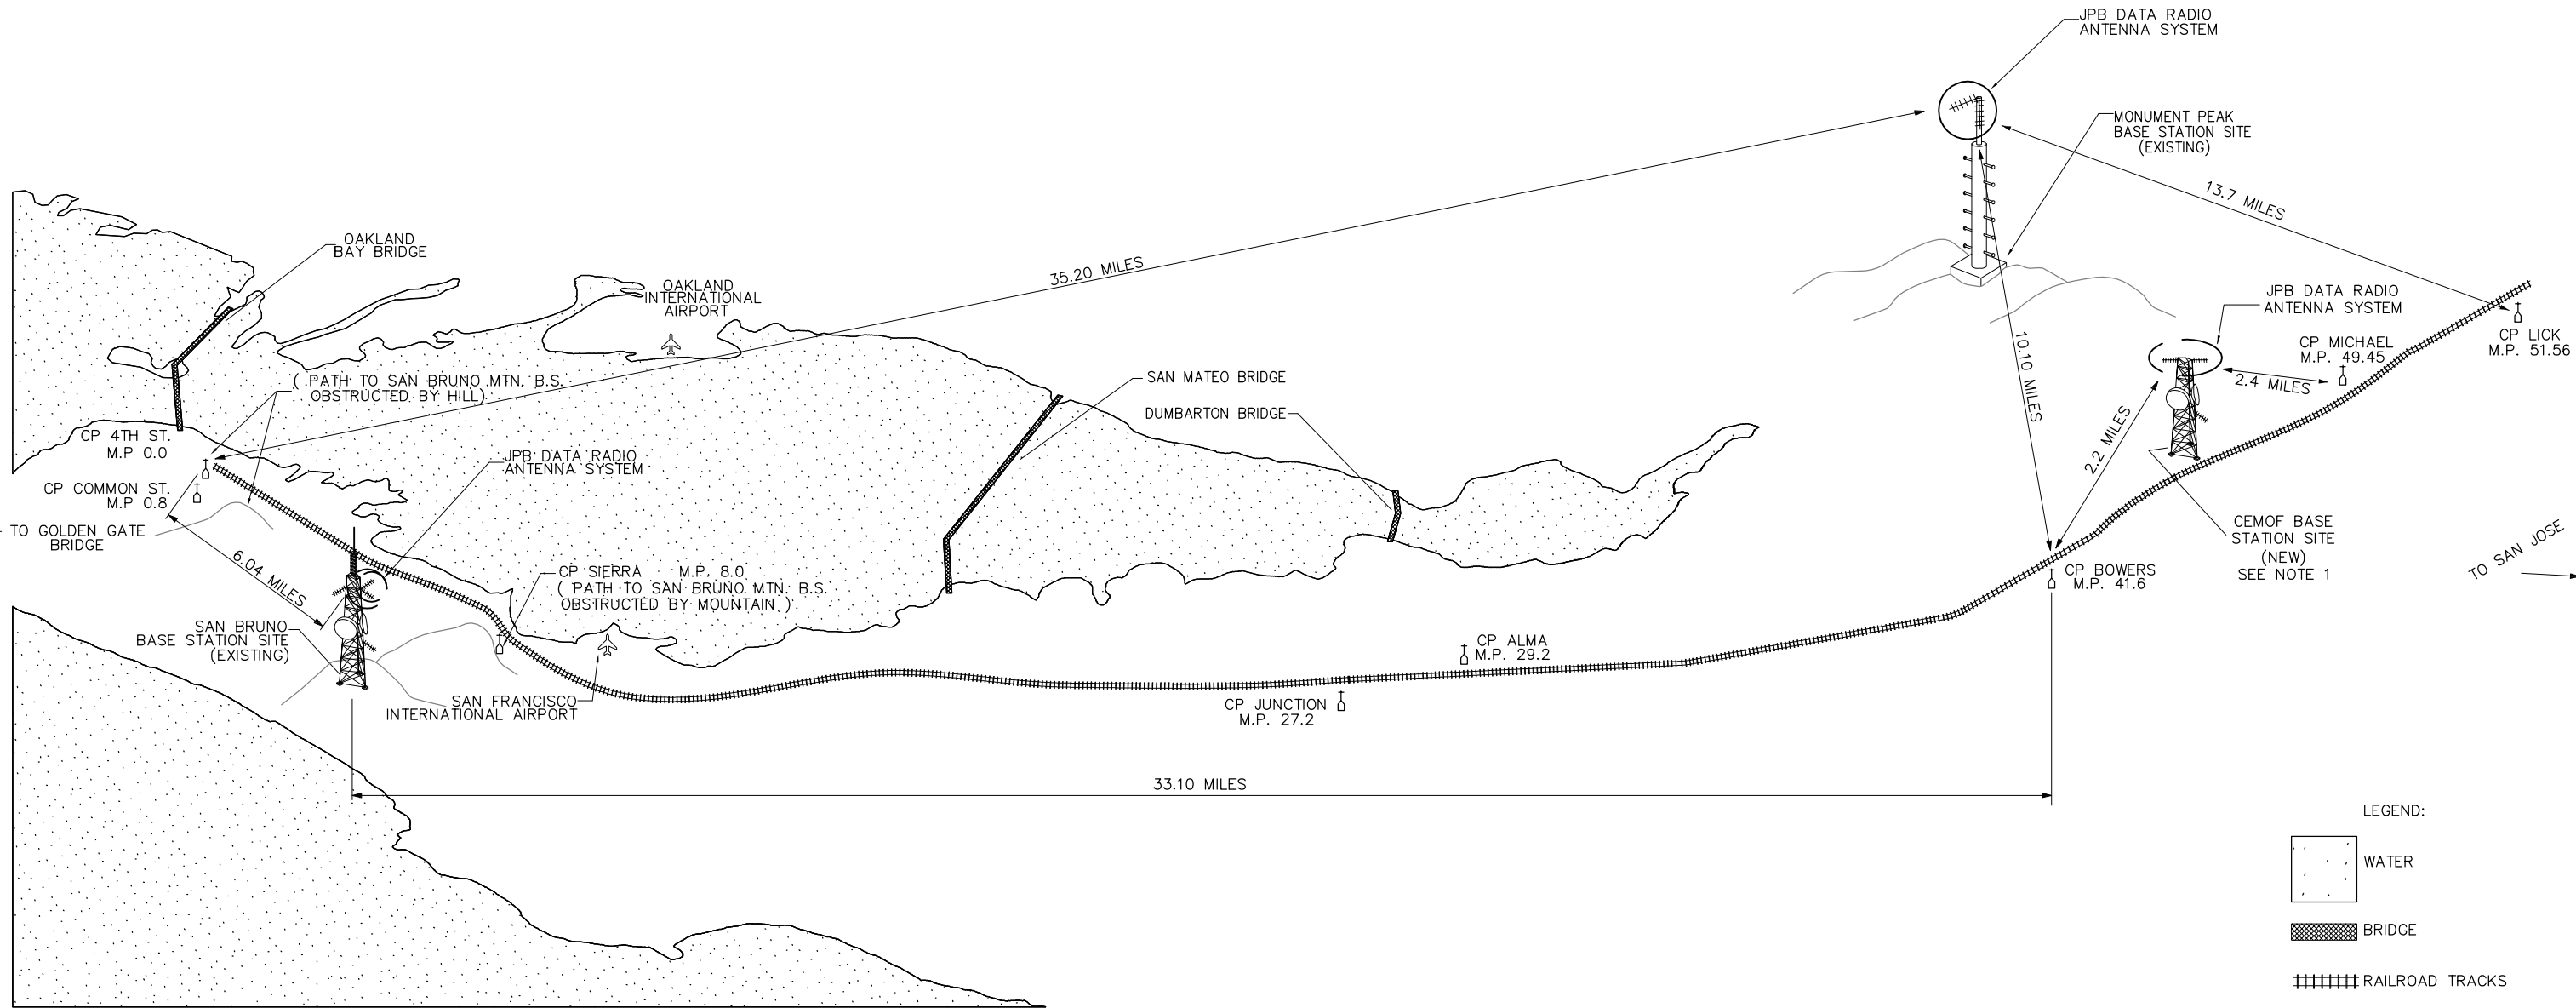 JPB DATA RADIO
ANTENNA SYSTEM
MONUMENT PEAK
BASE STATION SITE
(EXISTING)
13.7 MILES
OAKLAND
BAY BRIDGE
35.20 MILES
OAKLAND
INTERNATIONAL
AIRPORT
JPB DATA RADIO
ANTENNA SYSTEM
CP LICK
M.P. 51.56
CP MICHAEL
M.P. 49.45
2.4 MILES
10.10 MILES
2.2 MILES
( PATH TO SAN BRUNO MTN. B.S.
OBSTRUCTED BY HILL)
SAN MATEO BRIDGE
DUMBARTON BRIDGE
CP 4TH ST.
M.P 0.0
JPB DATA RADIO
ANTENNA SYSTEM
CP COMMON ST.
M.P 0.8
TO GOLDEN GATE
BRIDGE
6.04 MILES
CEMOF BASE
STATION SITE
(NEW)
SEE NOTE 1
TO SAN JOSE
CP SIERRA M.P. 8.0
( PATH TO SAN BRUNO MTN. B.S.
OBSTRUCTED BY MOUNTAIN )
CP BOWERS
M.P. 41.6
SAN BRUNO
BASE STATION SITE
(EXISTING)
CP ALMA
M.P. 29.2
SAN FRANCISCO
INTERNATIONAL AIRPORT
CP JUNCTION
M.P. 27.2
33.10 MILES
LEGEND:
WATER
BRIDGE
RAILROAD TRACKS